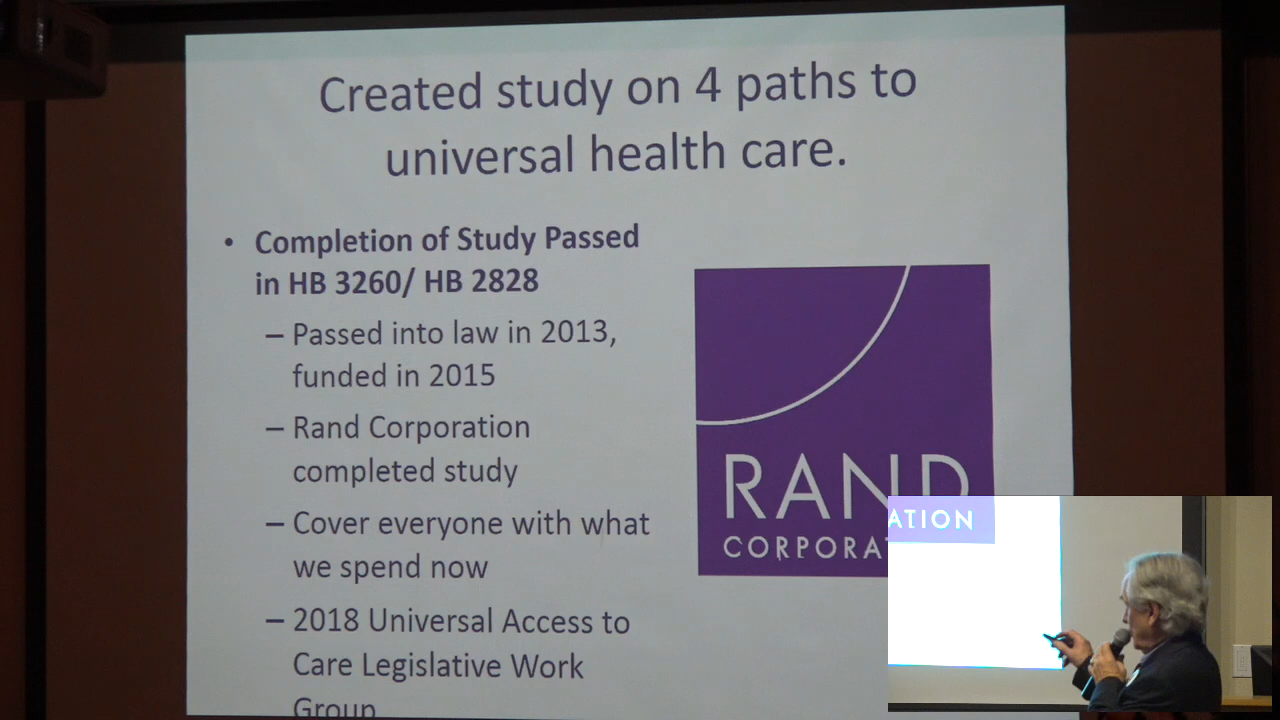 Created study on 4 paths to
universal health care.
• Completion of Study Passed
in HB 3260/ HB 2828
– Passed into law in 2013,
funded in 2015
– Rand Corporation
completed study
– Cover everyone with what
we spend now
– 2018 Universal Access to
Care Legislative Work
Group
RAND
CORPORA
ATION